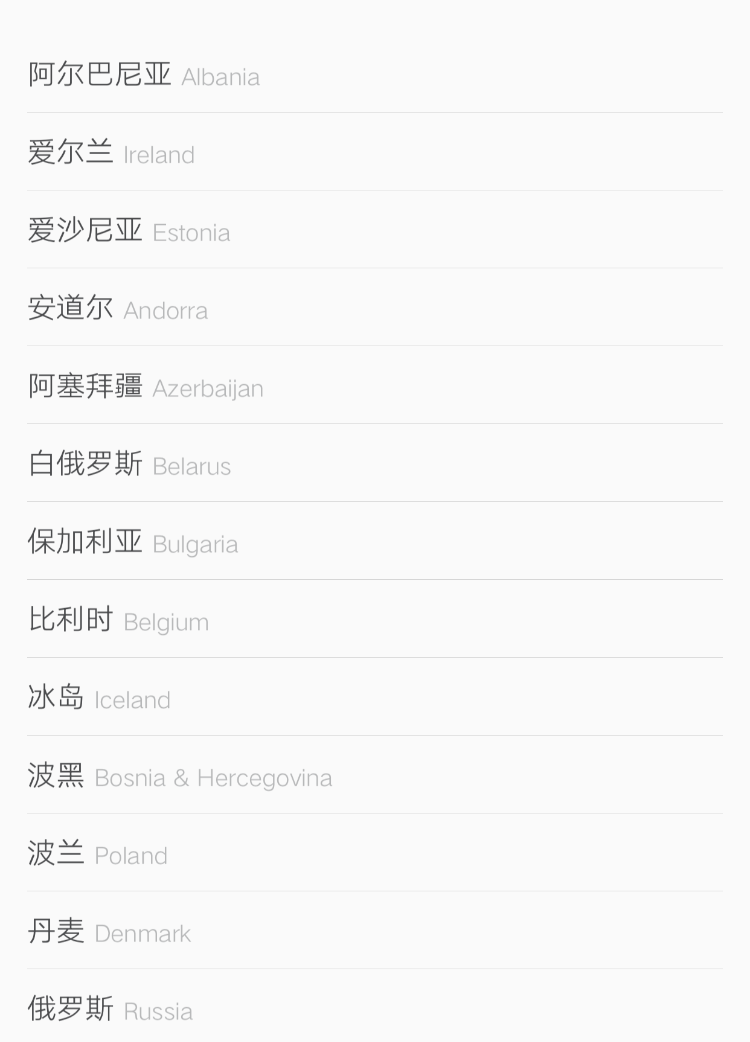 阿尔巴尼亚 Albania
爱尔兰 Ireland
爱沙尼亚 Estonia
安道尔 Andorra
阿塞拜疆 Azerbaijan
白俄罗斯 Belarus
保加利亚 Bulgaria
比利时 Belgium
冰岛 Iceland
波黑 Bosnia & Hercegovina
波兰 Poland
丹麦 Denmark
俄罗斯 Russia